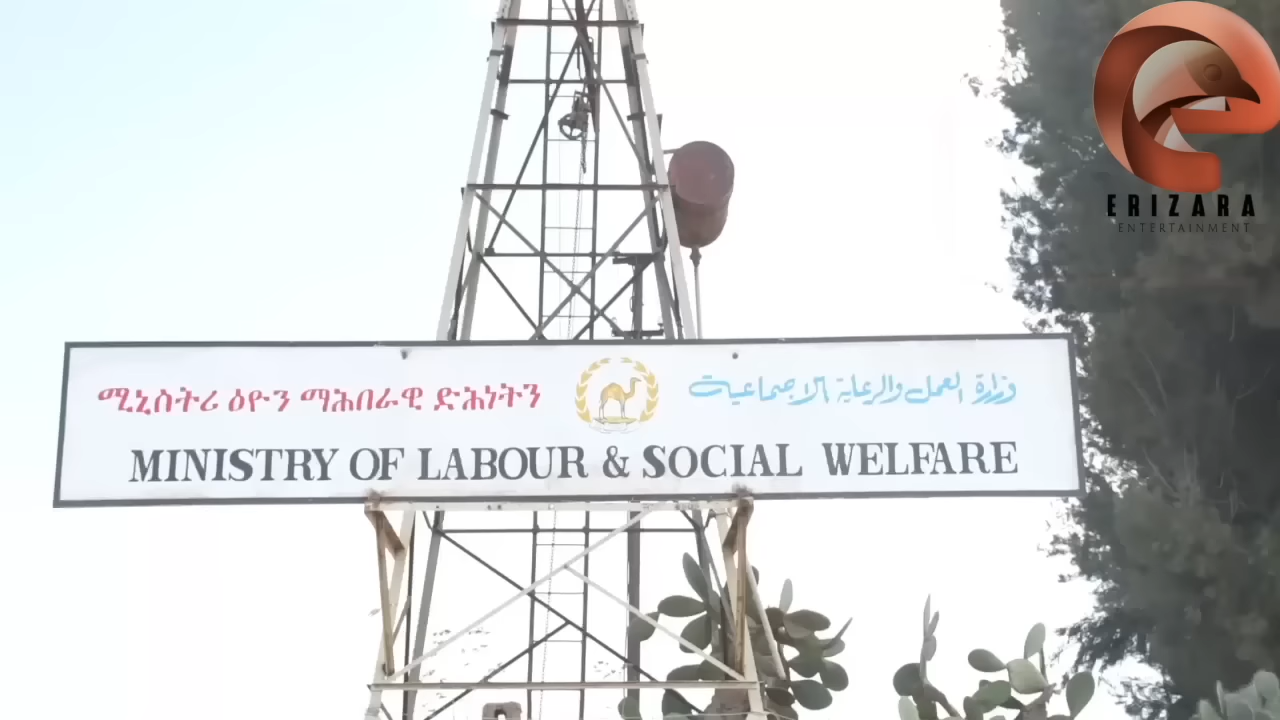 ERIZARA
ENTERTAINMENT
ሚኒስትሪ ዕዮን ማሕበራዊ ድሕነትን
وزارة العمل والرعاية الاجتماعية
MINISTRY OF LABOUR & SOCIAL WELFARE